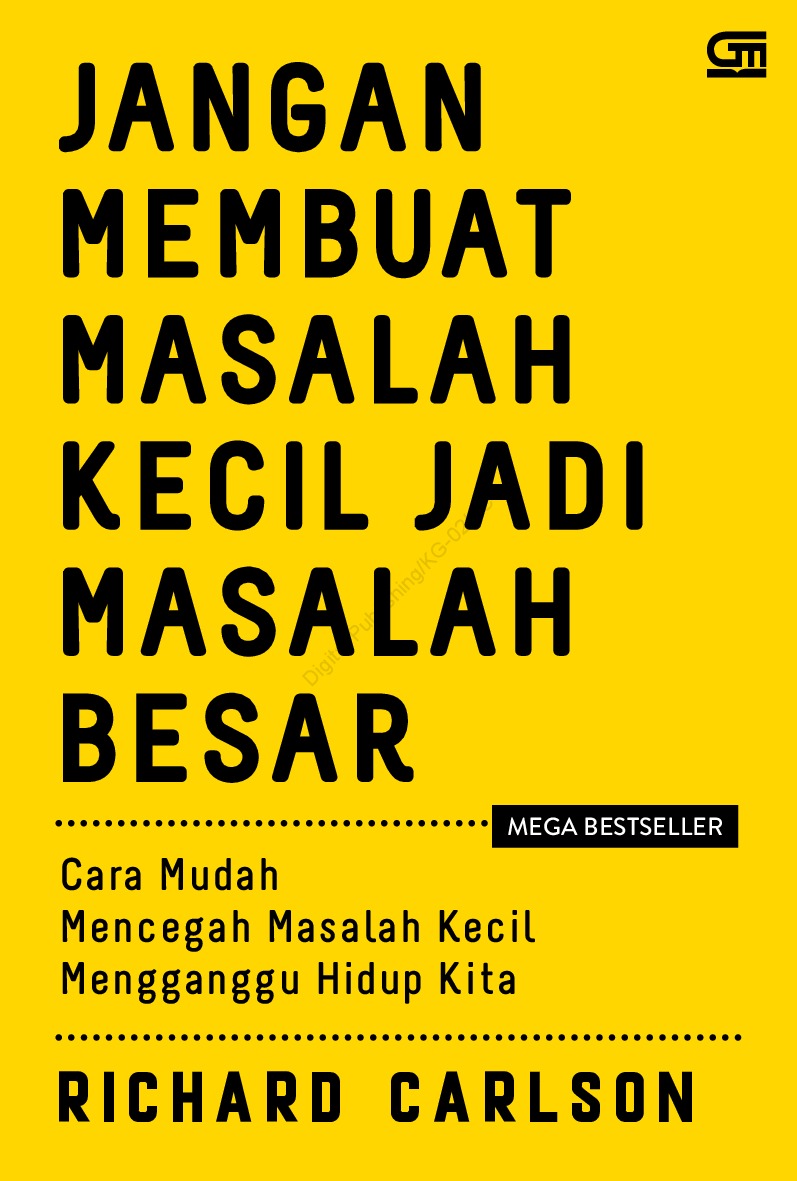 GM
JANGAN
MEMBUAT
MASALAH
KECIL JADI
MASALAH
BESAR
MEGA BESTSELLER
Cara Mudah
Mencegah Masalah Kecil
Mengganggu Hidup Kita
RICHARD CARLSON